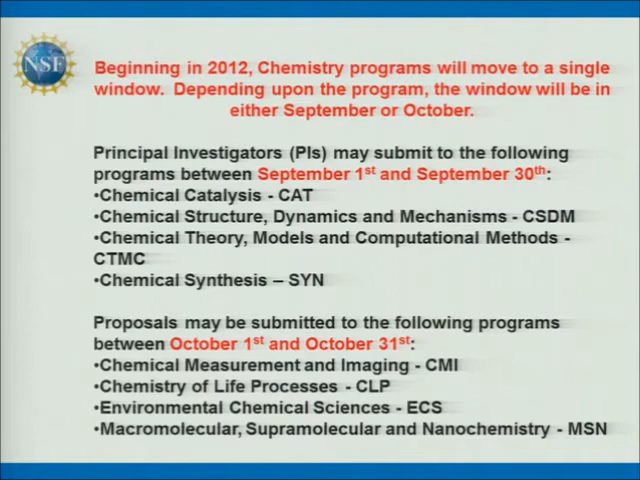 NSF
Beginning in 2012, Chemistry programs will move to a single
window. Depending upon the program, the window will be in
either September or October.
Principal Investigators (PIs) may submit to the following
programs between September 1st and September 30th:
•Chemical Catalysis - CAT
•Chemical Structure, Dynamics and Mechanisms - CSDM
•Chemical Theory, Models and Computational Methods -
CTMC
•Chemical Synthesis – SYN
Proposals may be submitted to the following programs
between October 1st and October 31st:
•Chemical Measurement and Imaging - CMI
•Chemistry of Life Processes - CLP
•Environmental Chemical Sciences - ECS
•Macromolecular, Supramolecular and Nanochemistry - MSN